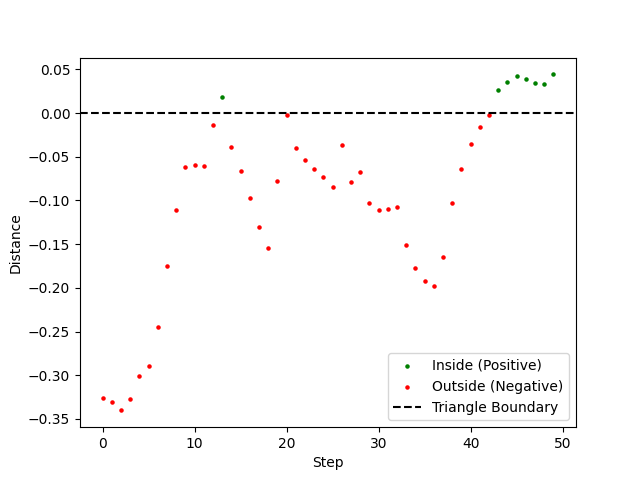 0.05
0.00
−0.05
−0.10
−0.15
−0.20
−0.25
−0.30
−0.35
Distance
Inside (Positive)
Outside (Negative)
Triangle Boundary
0 10 20 30 40 50
Step